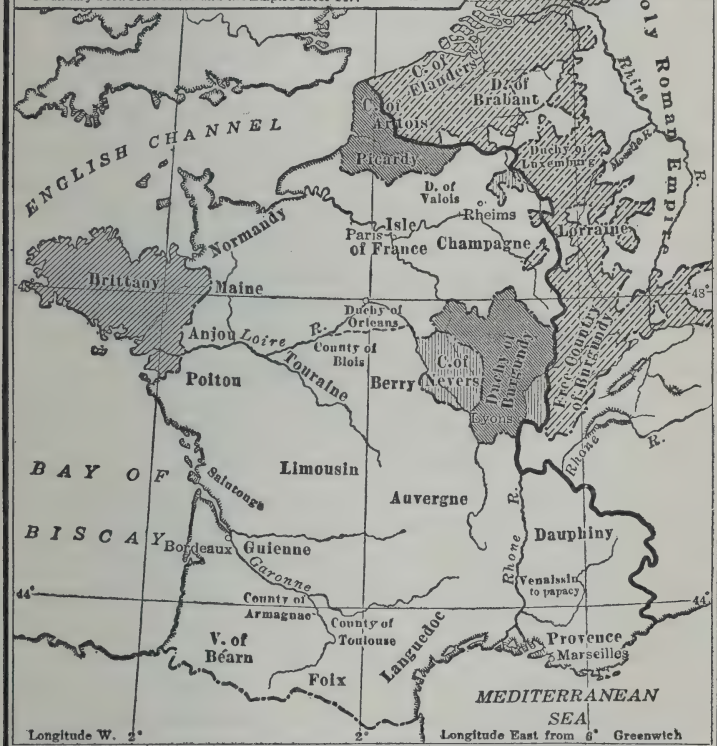 Holy Roman Empire
Rhine
R.
C. of
Flanders
D. of
Brabant
ENGLISH CHANNEL
C. of
Artois
Picardy
Duchy of
Luxemburg
Moselle R.
D. of
Valois
Rheims
Normandy
Isle
Paris
of France
Champagne
Lorraine
Brittany
Maine
48°
Duchy of
Orleans
Anjou
Loire R.
County of
Blois
Touraine
Poitou
Berry
C. of
Nevers
Duchy of
Burgundy
Free County
of Burgundy
Lyons
Rhone R.
BAY OF
BISCAY
Saintonge
Limousin
Auvergne
Bordeaux
Guienne
Garonne
Rhone R.
Dauphiny
Venaissin
to papacy
44°
44°
County of
Armagnac
County of
Toulouse
V. of
Béarn
Languedoc
Provence
Marseilles
Foix
MEDITERRANEAN
SEA
Longitude W. 2°
2°
Longitude East from 6° Greenwich